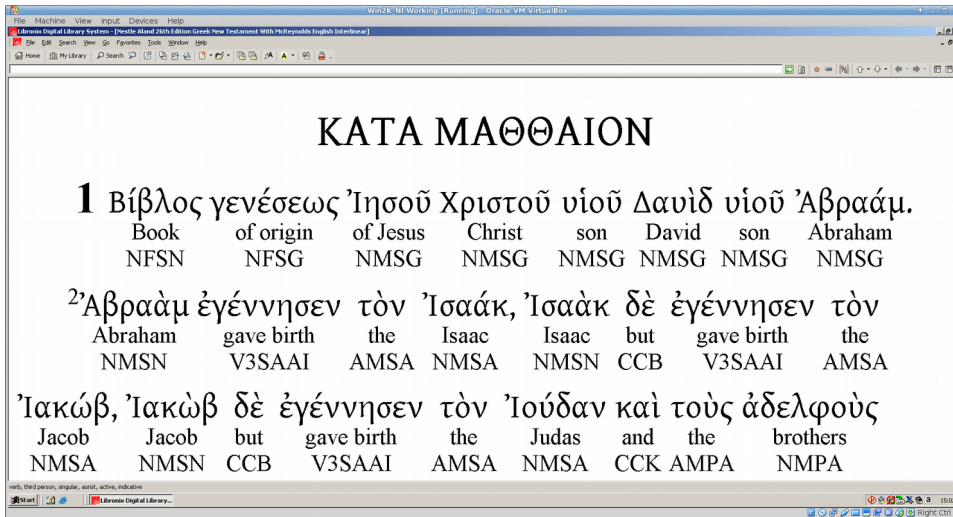 Win2K_NI Working [Running] - Oracle VM VirtualBox
File Machine View Input Devices Help
Libronix Digital Library System - [Nestle Aland 26th Edition Greek New Testament With McReynolds English Interlinear]
File Edit Search View Go Favorites Tools Window Help
Home My Library Search
ΚΑΤΑ ΜΑΘΘΑΙΟΝ
1 Βίβλος γενέσεως Ἰησοῦ Χριστοῦ υἱοῦ Δαυὶδ υἱοῦ Ἀβραάμ.
Book of origin of Jesus Christ son David son Abraham
NFSN NFSG NMSG NMSG NMSG NMSG NMSG NMSG
2 Ἀβραὰμ ἐγέννησεν τὸν Ἰσαάκ, Ἰσαὰκ δὲ ἐγέννησεν τὸν
Abraham gave birth the Isaac Isaac but gave birth the
NMSN V3SAAI AMSA NMSA NMSN CCB V3SAAI AMSA
Ἰακώβ, Ἰακὼβ δὲ ἐγέννησεν τὸν Ἰούδαν καὶ τοὺς ἀδελφοὺς
Jacob Jacob but gave birth the Judas and the brothers
NMSA NMSN CCB V3SAAI AMSA NMSA CCK AMPA NMPA
verb, third person, singular, aorist, active, indicative
Start Libronix Digital Library...
Right Ctrl